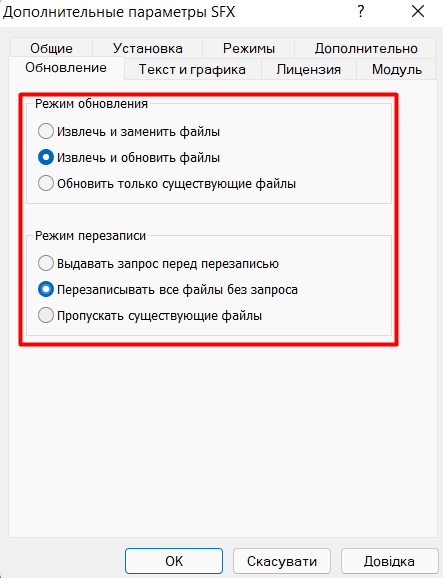 Дополнительные параметры SFX ? ×
Общие Установка Режимы Дополнительно
Обновление Текст и графика Лицензия Модуль
Режим обновления
Извлечь и заменить файлы
Извлечь и обновить файлы
Обновить только существующие файлы
Режим перезаписи
Выдавать запрос перед перезаписью
Перезаписывать все файлы без запроса
Пропускать существующие файлы
OK Скасувати Довідка